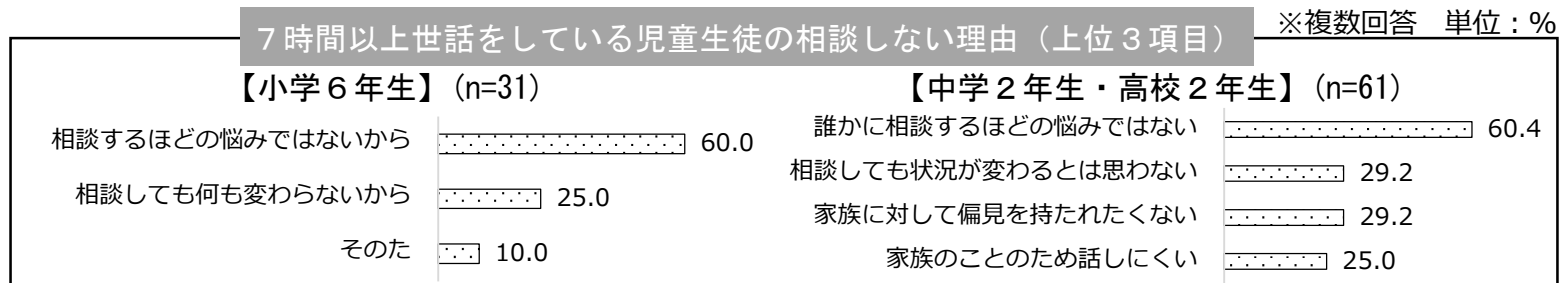 ７時間以上世話をしている児童生徒の相談しない理由（上位３項目）
※複数回答　単位：%
【小学６年生】(n=31)
相談するほどの悩みではないから 60.0
相談しても何も変わらないから 25.0
そのた 10.0
【中学２年生・高校２年生】(n=61)
誰かに相談するほどの悩みではない 60.4
相談しても状況が変わるとは思わない 29.2
家族に対して偏見を持たれたくない 29.2
家族のことのため話しにくい 25.0